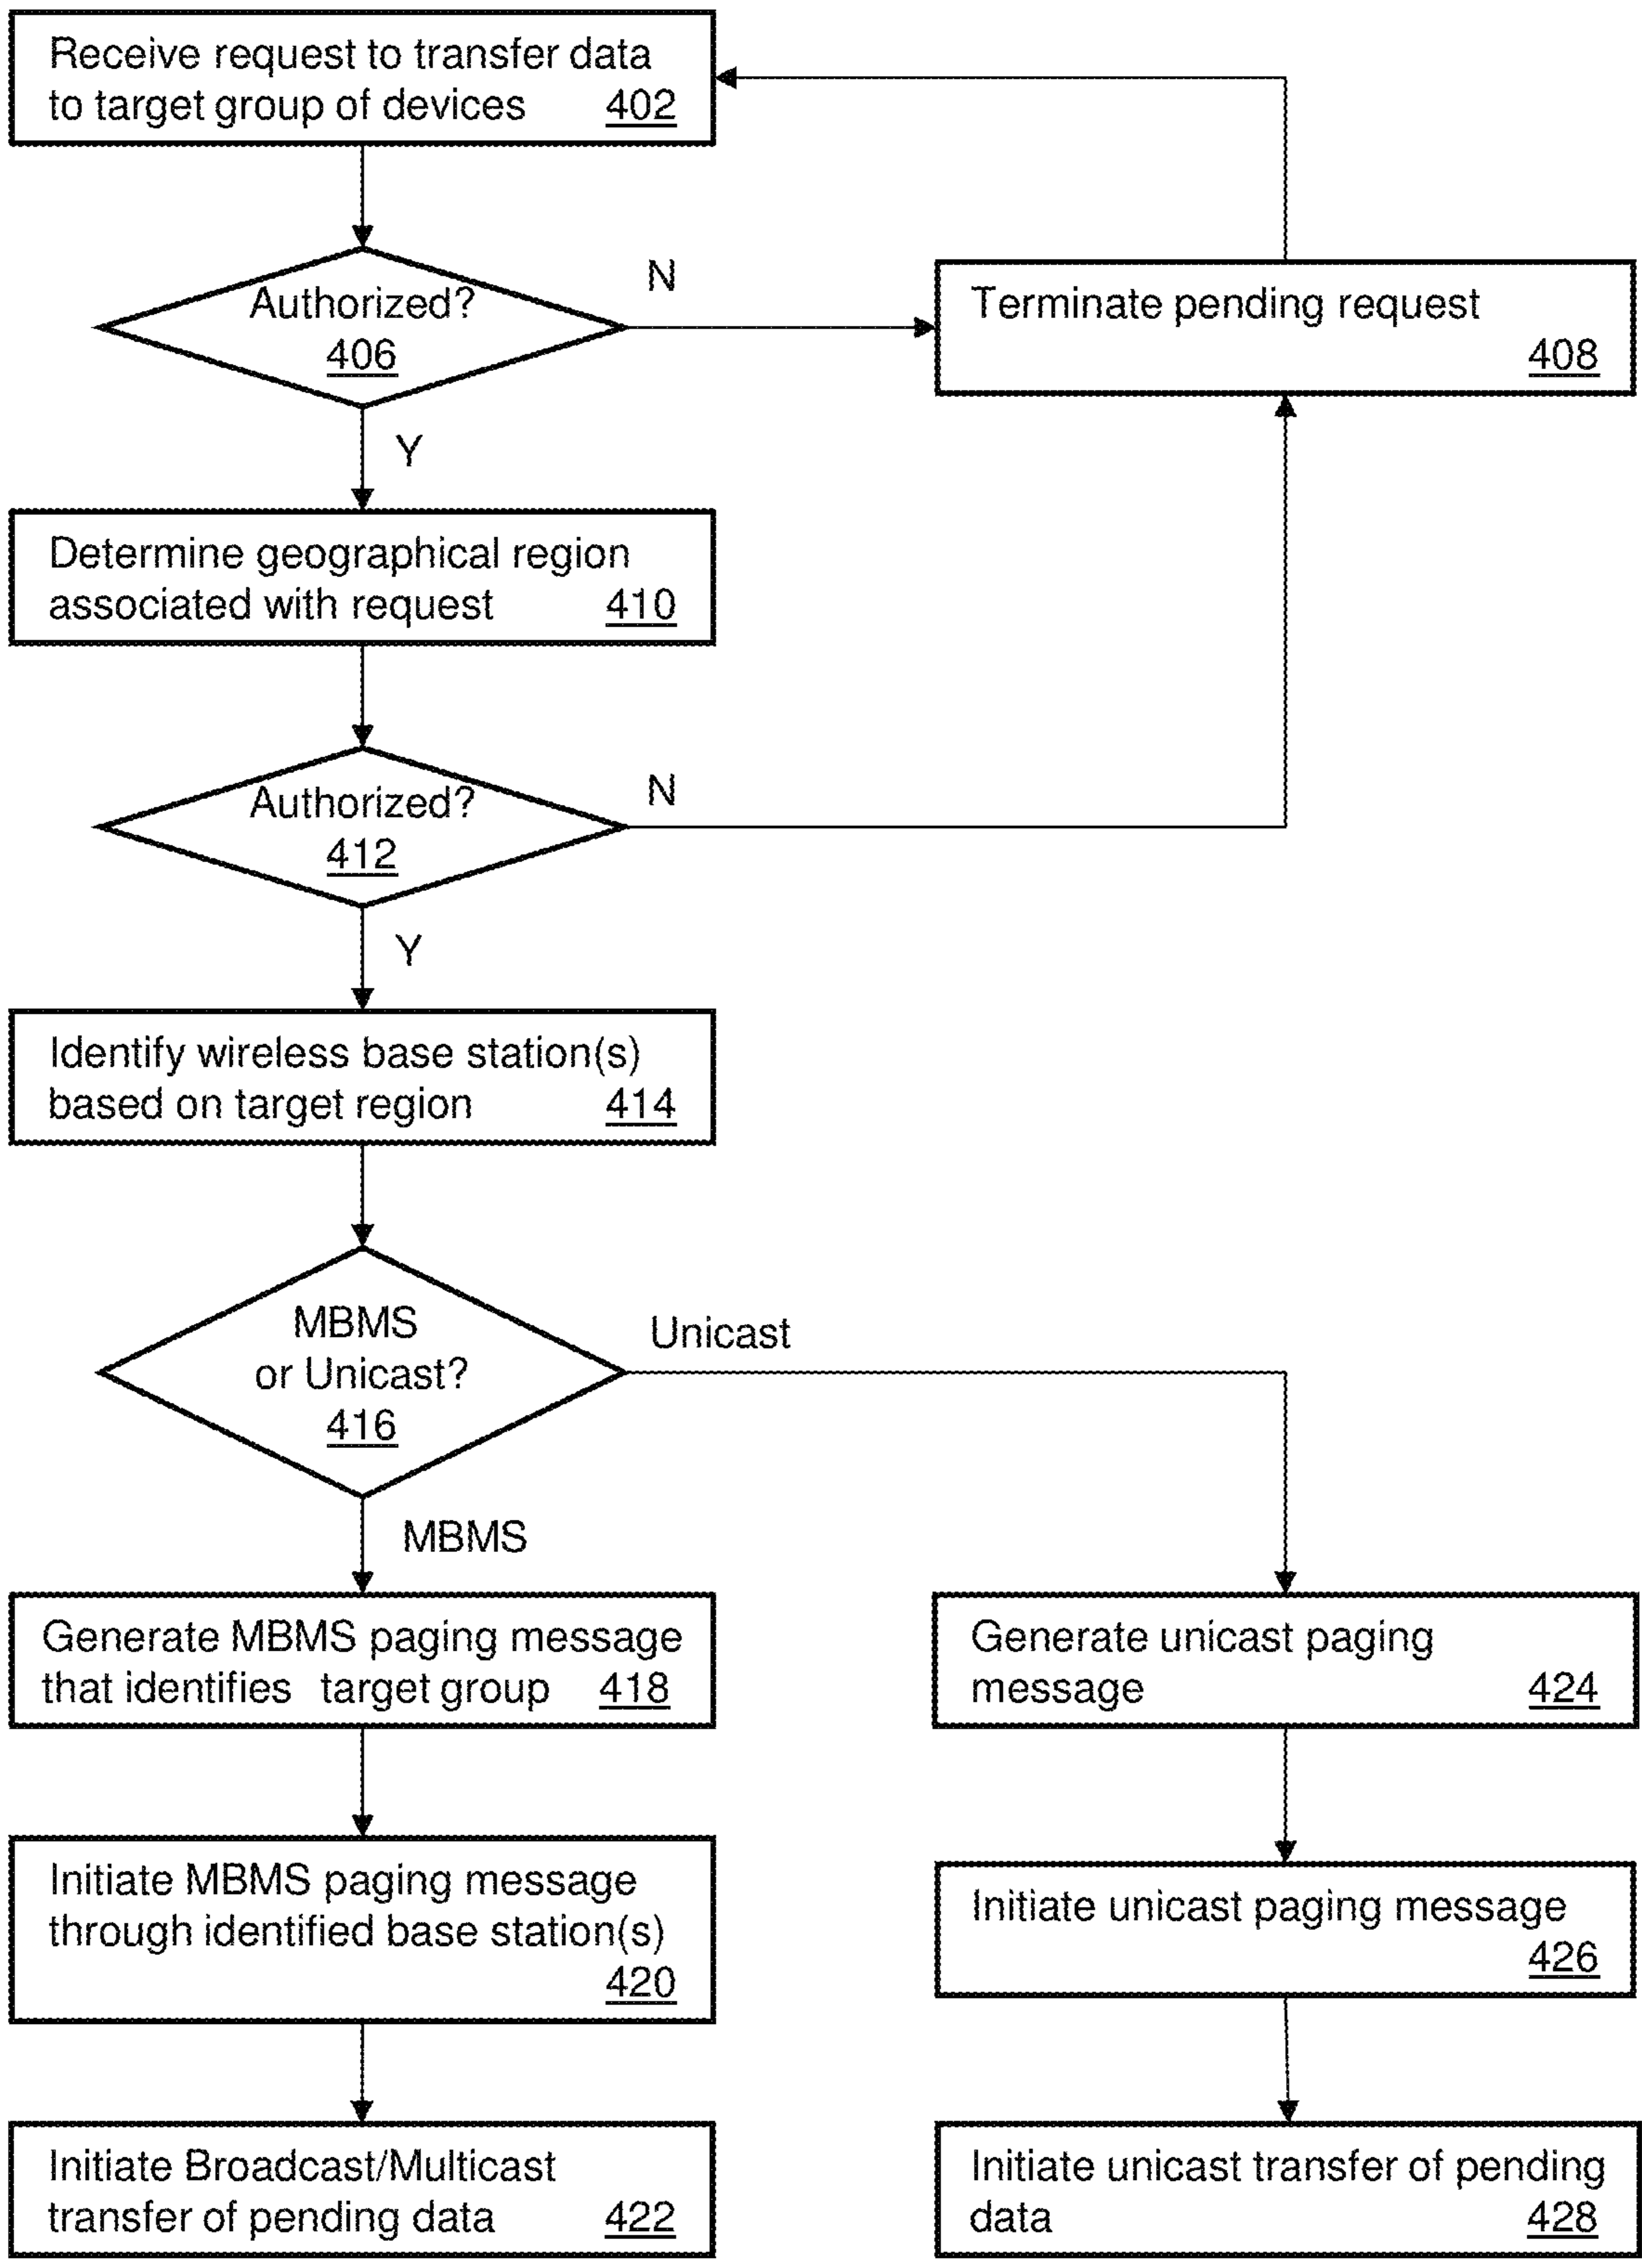 Receive request to transfer data
to target group of devices 402
Authorized?
406
N
Terminate pending request
408
Y
Determine geographical region
associated with request 410
Authorized?
412
N
Y
Identify wireless base station(s)
based on target region 414
MBMS
or Unicast?
416
Unicast
MBMS
Generate MBMS paging message
that identifies target group 418
Generate unicast paging
message 424
Initiate MBMS paging message
through identified base station(s)
420
Initiate unicast paging message
426
Initiate Broadcast/Multicast
transfer of pending data 422
Initiate unicast transfer of pending
data 428